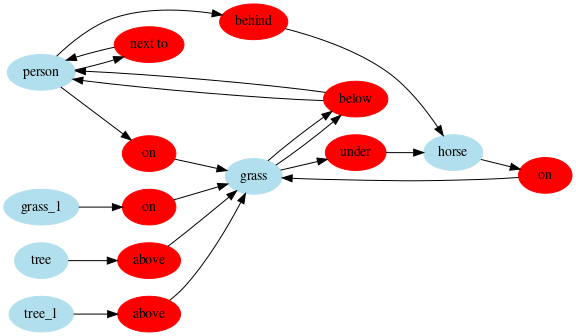 behind
next to
person
below
on
under
horse
grass
on
grass_1
on
tree
above
tree_1
above